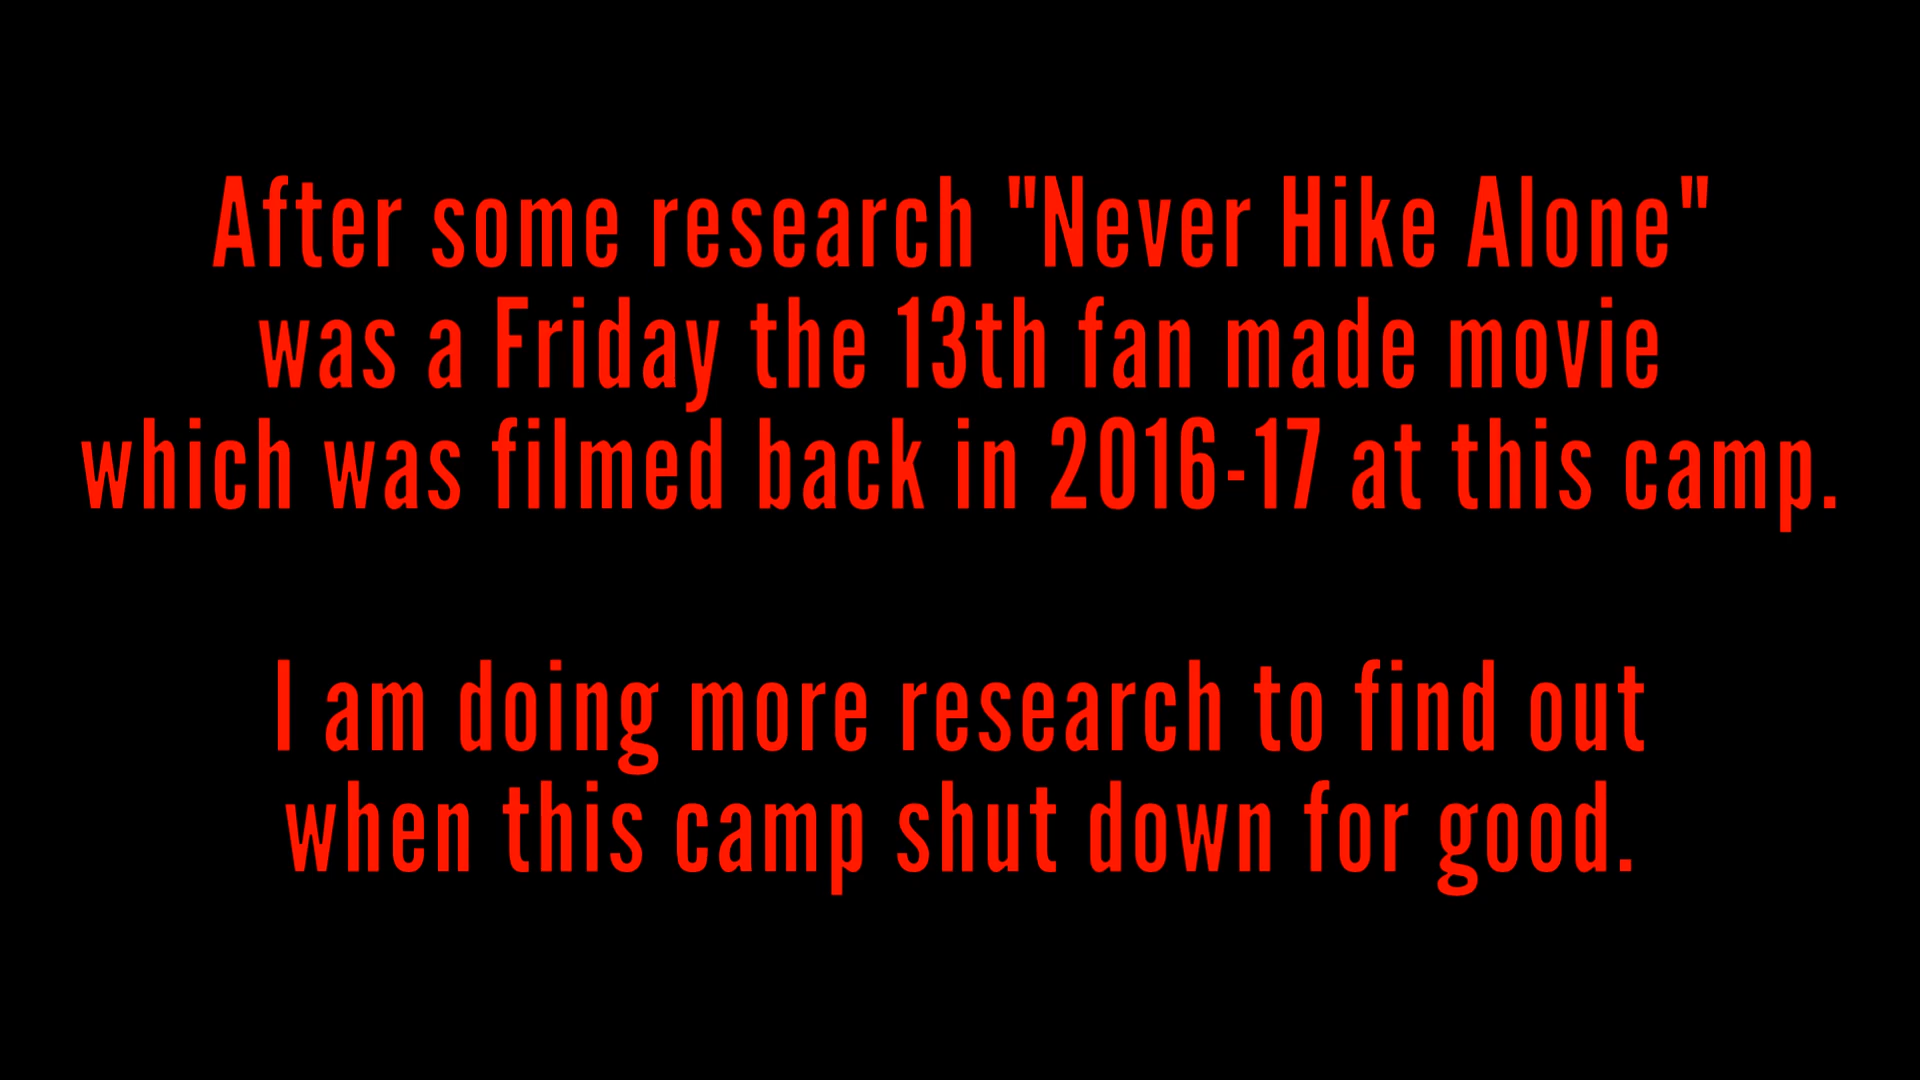 After some research "Never Hike Alone"
was a Friday the 13th fan made movie
which was filmed back in 2016-17 at this camp.
I am doing more research to find out
when this camp shut down for good.